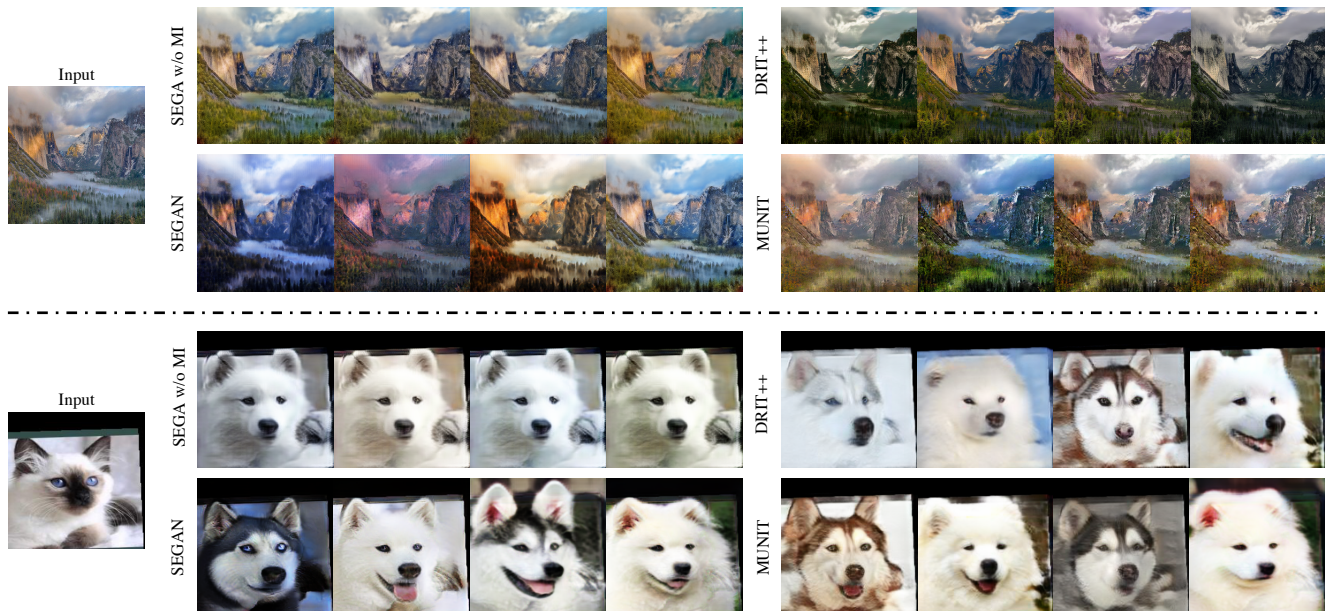 Input
SEGA w/o MI
DRIT++
SEGAN
MUNIT
Input
SEGA w/o MI
DRIT++
SEGAN
MUNIT